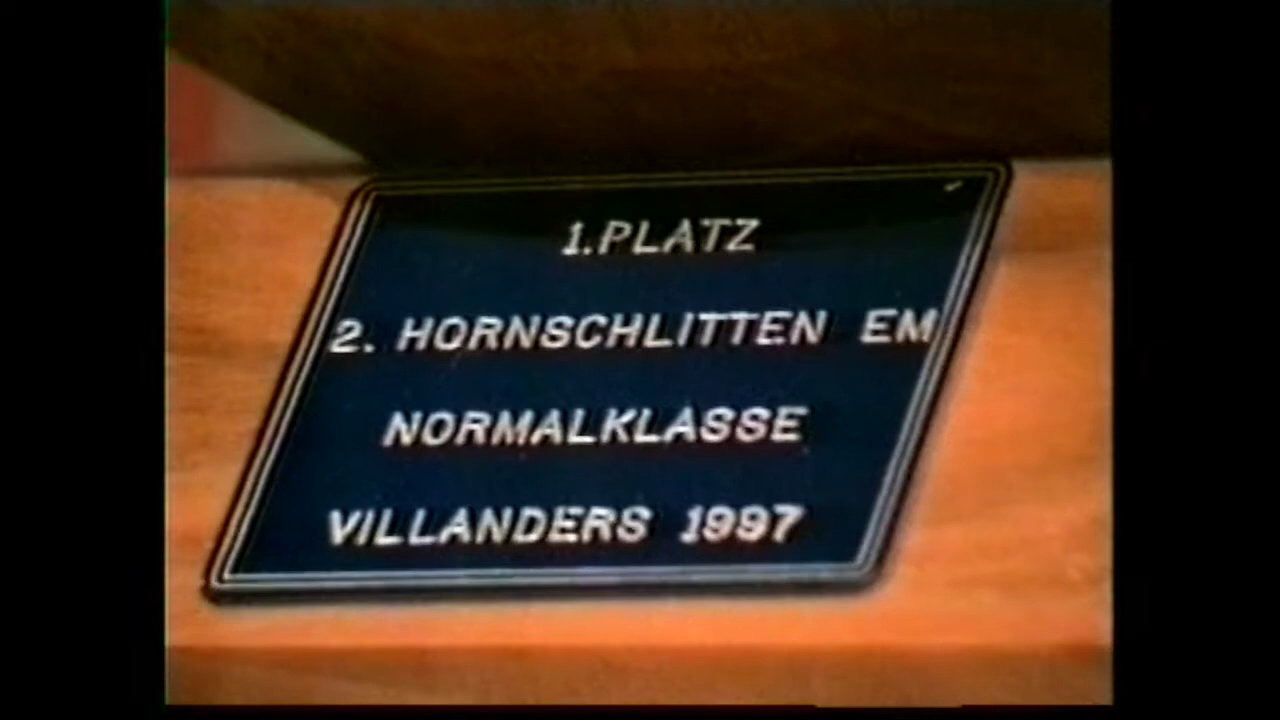 1.PLATZ
2. HORNSCHLITTEN EM
NORMALKLASSE
VILLANDERS 1997